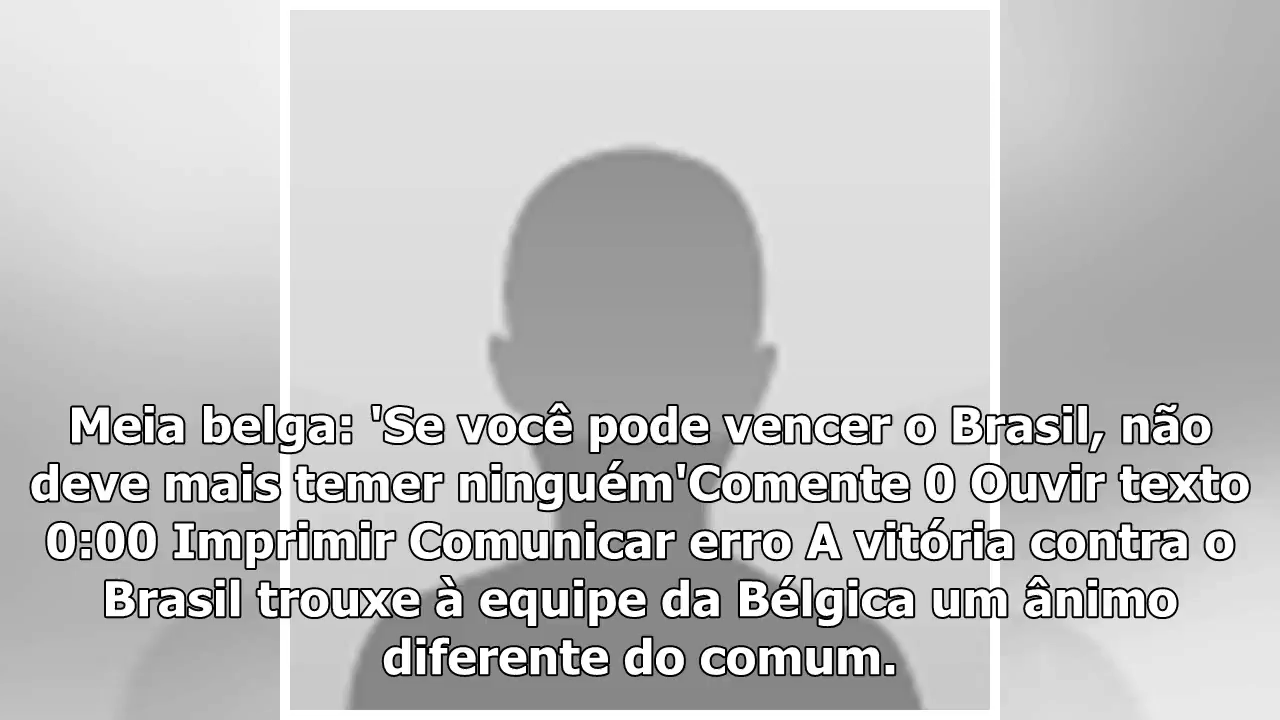 Meia belga: 'Se você pode vencer o Brasil, não
deve mais temer ninguém'Comente 0 Ouvir texto
0:00 Imprimir Comunicar erro A vitória contra o
Brasil trouxe à equipe da Bélgica um ânimo
diferente do comum.